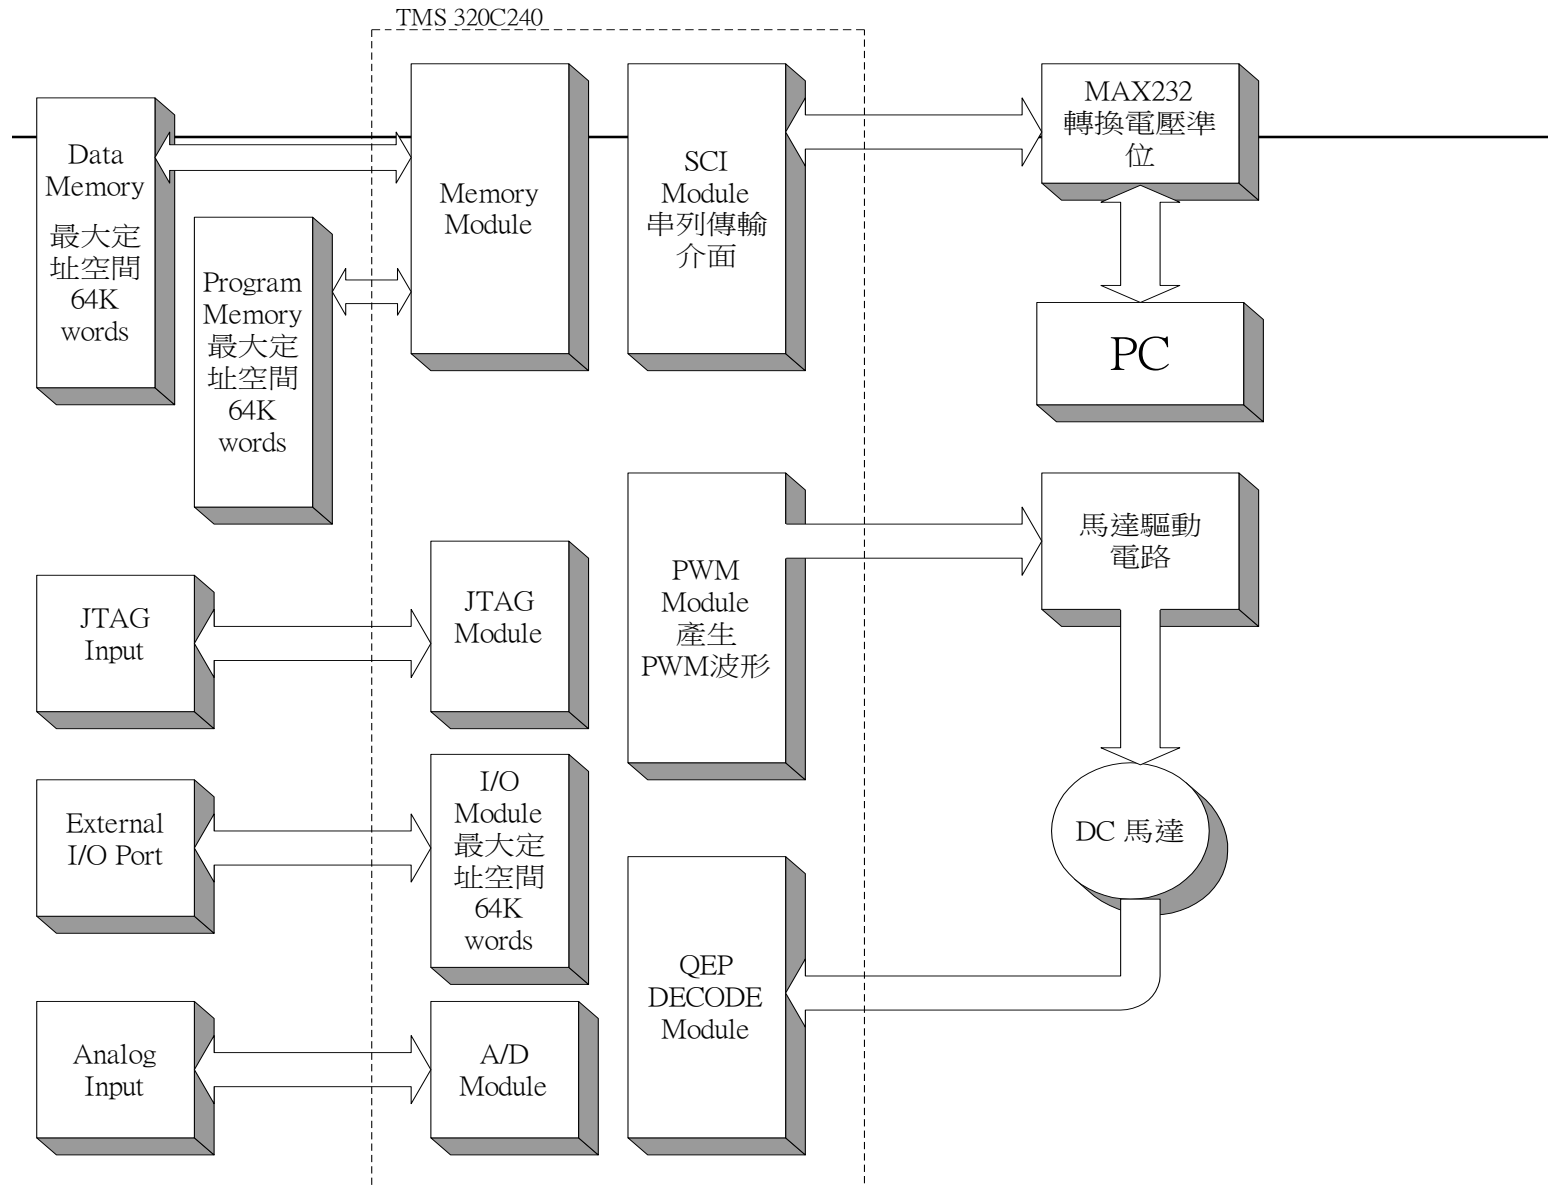 TMS 320C240
Data
Memory
最大定
址空間
64K
words
Program
Memory
最大定
址空間
64K
words
Memory
Module
SCI
Module
串列傳輸
介面
MAX232
轉換電壓準
位
PC
JTAG
Input
JTAG
Module
PWM
Module
產生
PWM波形
馬達驅動
電路
External
I/O Port
I/O
Module
最大定
址空間
64K
words
DC 馬達
Analog
Input
A/D
Module
QEP
DECODE
Module